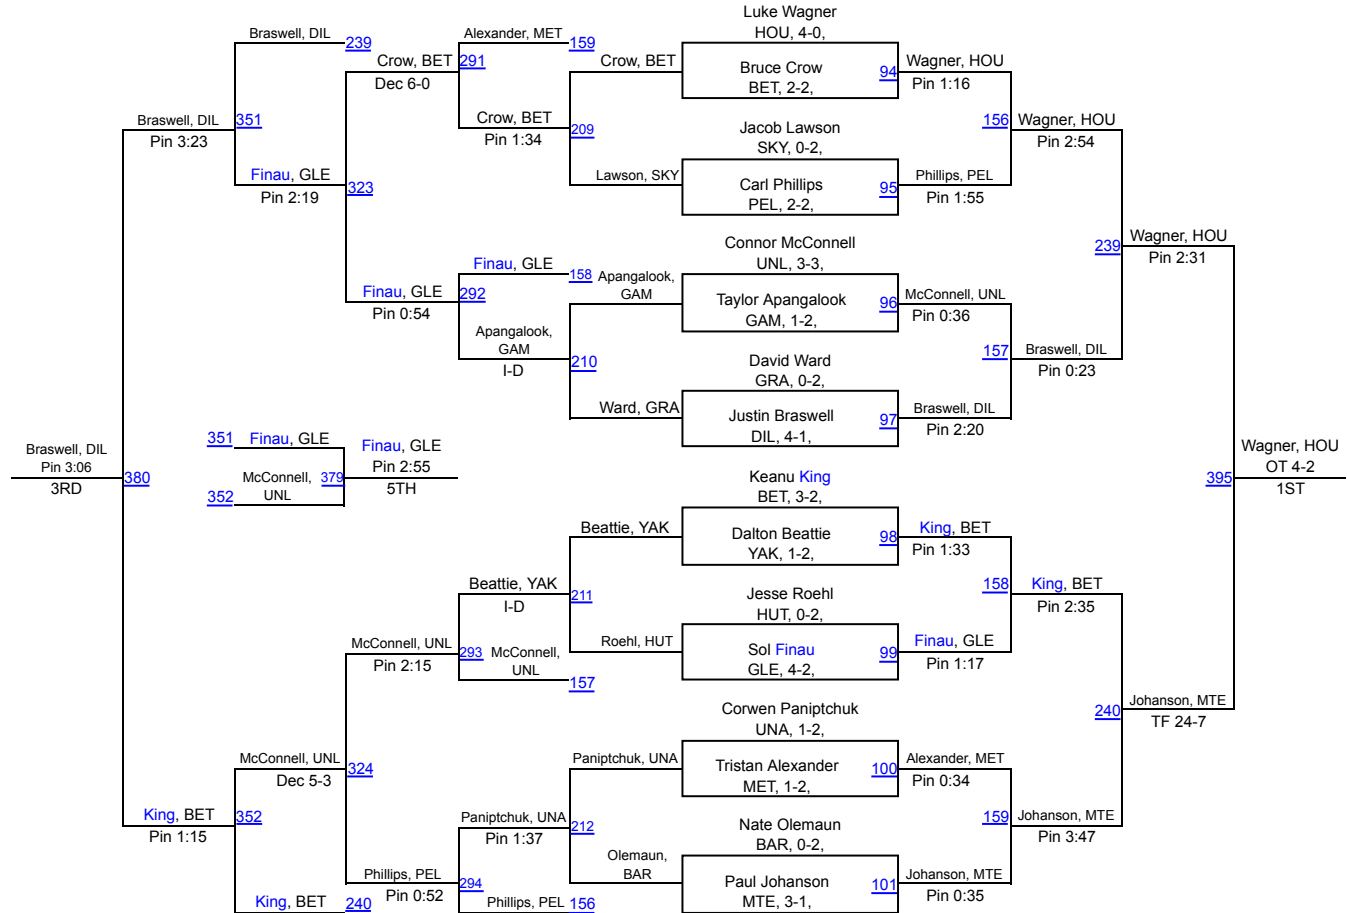 Luke Wagner
Braswell, DIL
239
Alexander, MET
159
HOU, 4-0,
Crow, BET
291
Dec 6-0
Crow, BET
Bruce Crow
BET, 2-2,
94
Wagner, HOU
Pin 1:16
Braswell, DIL
Pin 3:23
351
Crow, BET
Pin 1:34
209
Jacob Lawson
SKY, 0-2,
156
Wagner, HOU
Pin 2:54
Finau, GLE
Pin 2:19
323
Lawson, SKY
Carl Phillips
PEL, 2-2,
95
Phillips, PEL
Pin 1:55
Connor McConnell
UNL, 3-3,
239
Wagner, HOU
Pin 2:31
Finau, GLE
158
Apangalook,
GAM
Finau, GLE
292
Pin 0:54
Taylor Apangalook
GAM, 1-2,
96
McConnell, UNL
Pin 0:36
Apangalook,
GAM
I-D
210
David Ward
GRA, 0-2,
157
Braswell, DIL
Pin 0:23
Ward, GRA
Justin Braswell
DIL, 4-1,
97
Braswell, DIL
Pin 2:20
Braswell, DIL
Pin 3:06
3RD
380
351
Finau, GLE
McConnell,
UNL
352
379
Finau, GLE
Pin 2:55
5TH
395
Wagner, HOU
OT 4-2
1ST
Keanu King
BET, 3-2,
Beattie, YAK
Dalton Beattie
YAK, 1-2,
98
King, BET
Pin 1:33
Beattie, YAK
I-D
211
Jesse Roehl
HUT, 0-2,
158
King, BET
Pin 2:35
McConnell, UNL
Pin 2:15
293
McConnell,
UNL
157
Roehl, HUT
Sol Finau
GLE, 4-2,
99
Finau, GLE
Pin 1:17
Corwen Paniptchuk
UNA, 1-2,
240
Johanson, MTE
TF 24-7
McConnell, UNL
Dec 5-3
324
Paniptchuk, UNA
Tristan Alexander
MET, 1-2,
100
Alexander, MET
Pin 0:34
King, BET
Pin 1:15
352
Paniptchuk, UNA
Pin 1:37
212
Nate Olemaun
BAR, 0-2,
159
Johanson, MTE
Pin 3:47
Olemaun,
BAR
Phillips, PEL
Pin 0:52
294
Paul Johanson
MTE, 3-1,
101
Johanson, MTE
Pin 0:35
King, BET
240
Phillips, PEL
156